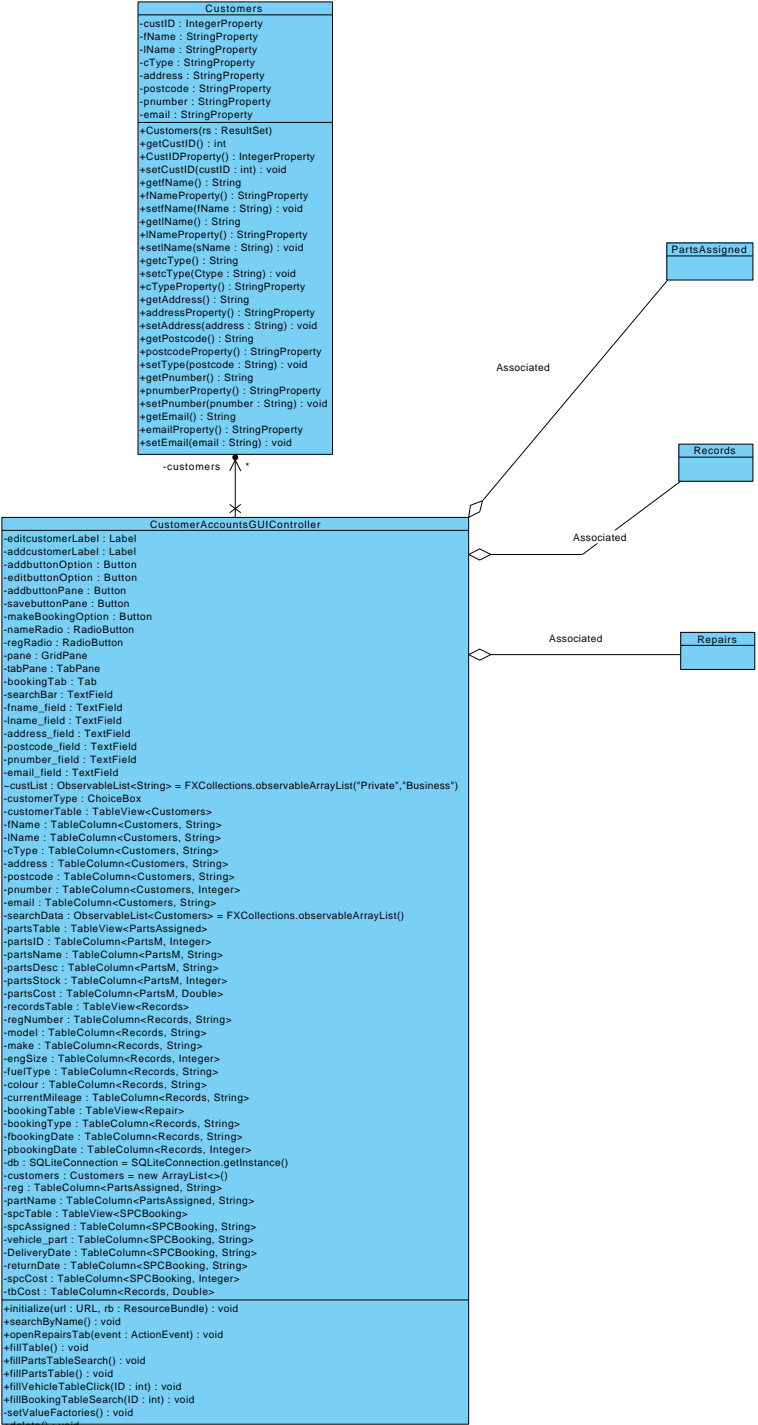 Customers
-custID : IntegerProperty
-fName : StringProperty
-lName : StringProperty
-cType : StringProperty
-address : StringProperty
-postcode : StringProperty
-pnumber : StringProperty
-email : StringProperty
+Customers(rs : ResultSet)
+getCustID() : int
+CustIDProperty() : IntegerProperty
+setCustID(custID : int) : void
+getfName() : String
+fNameProperty() : StringProperty
+setfName(fName : String) : void
+getlName() : String
+lNameProperty() : StringProperty
+setlName(sName : String) : void
+getcType() : String
+setcType(Ctype : String) : void
+cTypeProperty() : StringProperty
+getAddress() : String
+addressProperty() : StringProperty
+setAddress(address : String) : void
+getPostcode() : String
+postcodeProperty() : StringProperty
+setType(postcode : String) : void
+getPnumber() : String
+pnumberProperty() : StringProperty
+setPnumber(pnumber : String) : void
+getEmail() : String
+emailProperty() : StringProperty
+setEmail(email : String) : void
PartsAssigned
Associated
Records
Associated
Repairs
Associated
-customers *
CustomerAccountsGUIController
-editcustomerLabel : Label
-addcustomerLabel : Label
-addbuttonOption : Button
-editbuttonOption : Button
-addbuttonPane : Button
-savebuttonPane : Button
-makeBookingOption : Button
-nameRadio : RadioButton
-regRadio : RadioButton
-pane : GridPane
-tabPane : TabPane
-bookingTab : Tab
-searchBar : TextField
-fname_field : TextField
-lname_field : TextField
-address_field : TextField
-postcode_field : TextField
-pnumber_field : TextField
-email_field : TextField
~custList : ObservableList<String> = FXCollections.observableArrayList("Private","Business")
-customerType : ChoiceBox
-customerTable : TableView<Customers>
-fName : TableColumn<Customers, String>
-lName : TableColumn<Customers, String>
-cType : TableColumn<Customers, String>
-address : TableColumn<Customers, String>
-postcode : TableColumn<Customers, String>
-pnumber : TableColumn<Customers, Integer>
-email : TableColumn<Customers, String>
-searchData : ObservableList<Customers> = FXCollections.observableArrayList()
-partsTable : TableView<PartsAssigned>
-partsID : TableColumn<PartsM, Integer>
-partsName : TableColumn<PartsM, String>
-partsDesc : TableColumn<PartsM, String>
-partsStock : TableColumn<PartsM, Integer>
-partsCost : TableColumn<PartsM, Double>
-recordsTable : TableView<Records>
-regNumber : TableColumn<Records, String>
-model : TableColumn<Records, String>
-make : TableColumn<Records, String>
-engSize : TableColumn<Records, Integer>
-fuelType : TableColumn<Records, String>
-colour : TableColumn<Records, String>
-currentMileage : TableColumn<Records, String>
-bookingTable : TableView<Repair>
-bookingType : TableColumn<Records, String>
-fbookingDate : TableColumn<Records, String>
-pbookingDate : TableColumn<Records, Integer>
-db : SQLiteConnection = SQLiteConnection.getInstance()
-customers : Customers = new ArrayList<>()
-reg : TableColumn<PartsAssigned, String>
-partName : TableColumn<PartsAssigned, String>
-spcTable : TableView<SPCBooking>
-spcAssigned : TableColumn<SPCBooking, String>
-vehicle_part : TableColumn<SPCBooking, String>
-DeliveryDate : TableColumn<SPCBooking, String>
-returnDate : TableColumn<SPCBooking, String>
-spcCost : TableColumn<SPCBooking, Integer>
-tbCost : TableColumn<Records, Double>
+initialize(url : URL, rb : ResourceBundle) : void
+searchByName() : void
+openRepairsTab(event : ActionEvent) : void
+fillTable() : void
+fillPartsTableSearch() : void
+fillPartsTable() : void
+fillVehicleTableClick(ID : int) : void
+fillBookingTableSearch(ID : int) : void
-setValueFactories() : void